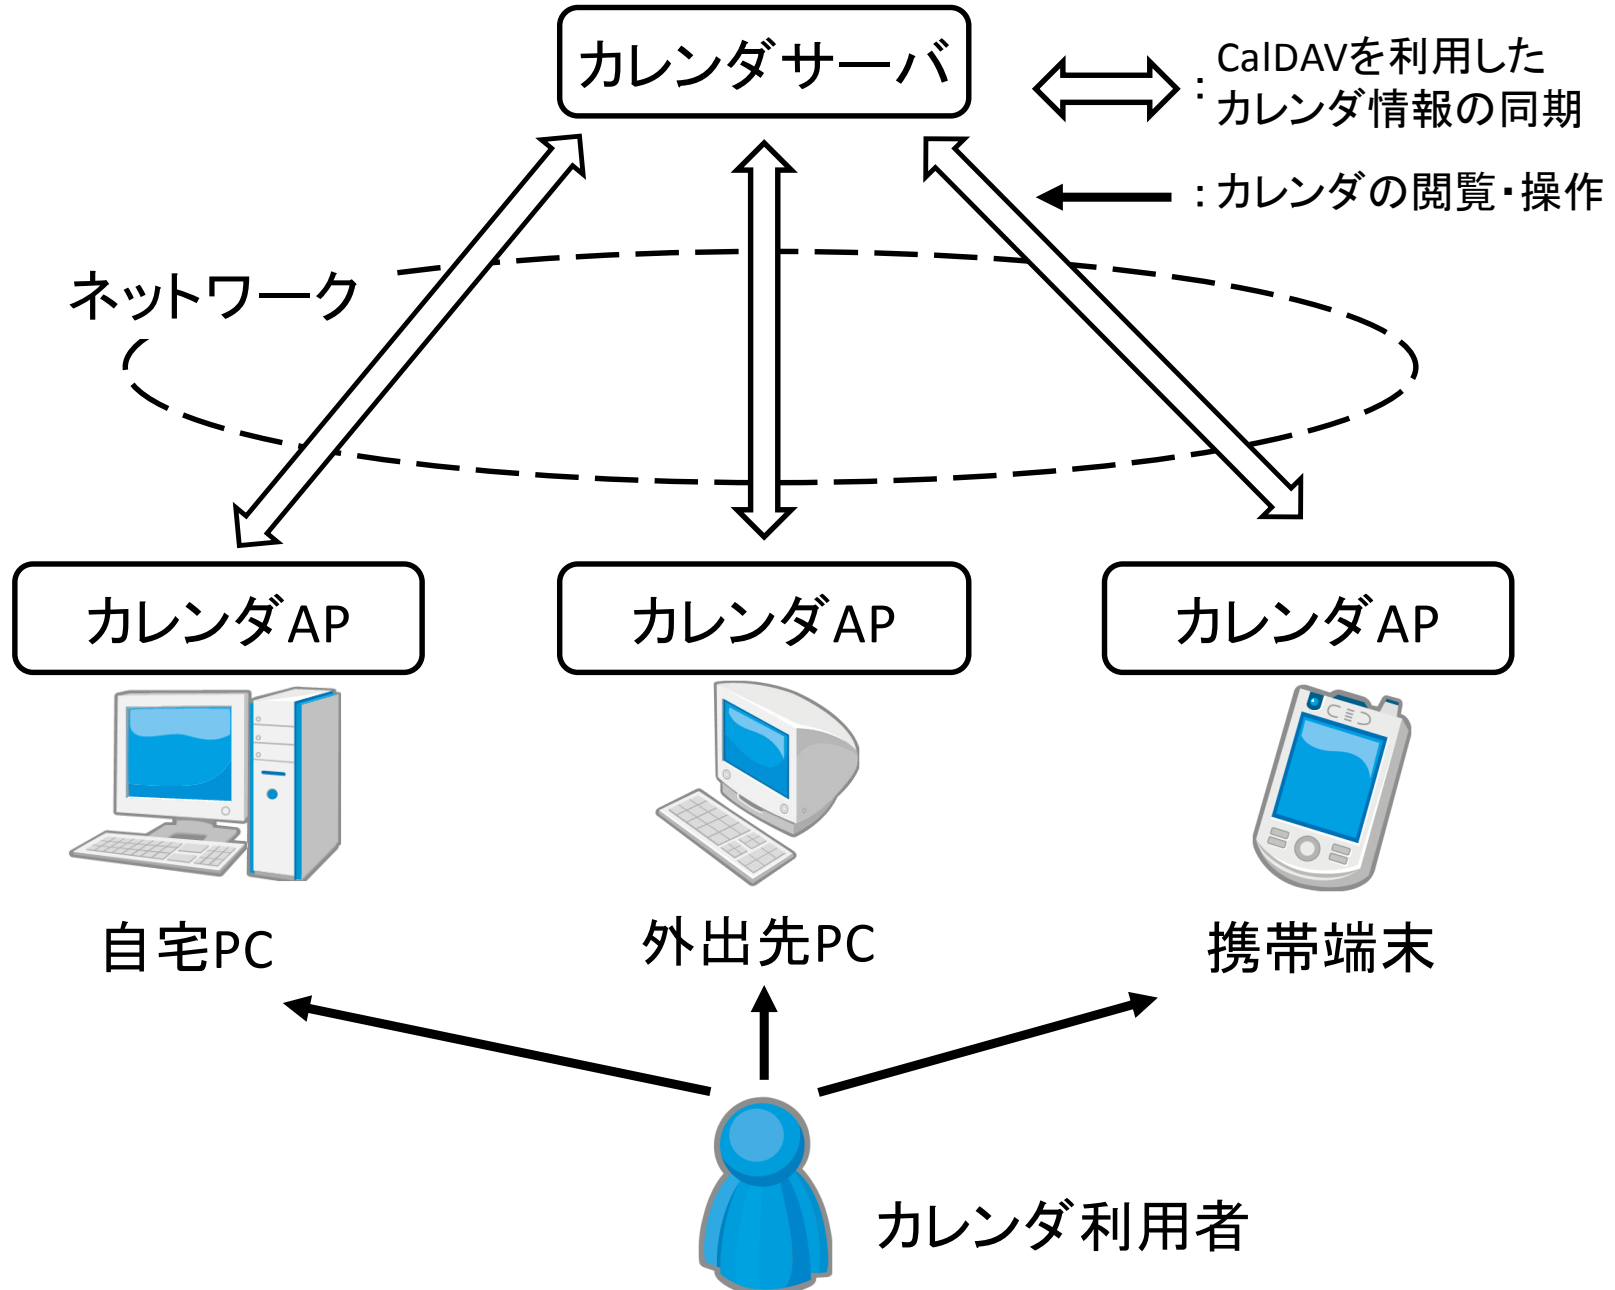 カレンダサーバ
: CalDAVを利用した
カレンダ情報の同期
: カレンダの閲覧・操作
ネットワーク
カレンダAP
カレンダAP
カレンダAP
自宅PC
外出先PC
携帯端末
カレンダ利用者